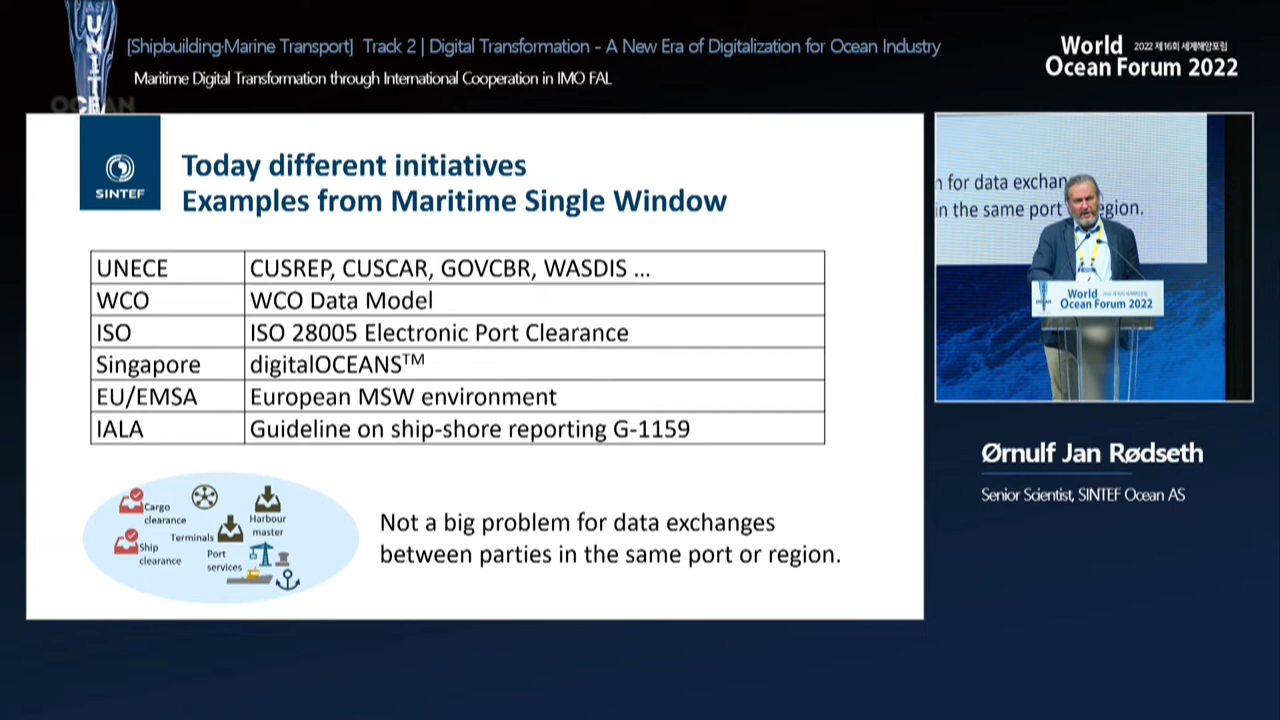 UNITE
OCEAN
[Shipbuilding·Marine Transport] Track 2 | Digital Transformation - A New Era of Digitalization for Ocean Industry
Maritime Digital Transformation through International Cooperation in IMO FAL
World 2022 제16회 세계해양포럼
Ocean Forum 2022
SINTEF
Today different initiatives
Examples from Maritime Single Window
UNECE CUSREP, CUSCAR, GOVCBR, WASDIS ...
WCO WCO Data Model
ISO ISO 28005 Electronic Port Clearance
Singapore digitalOCEANS™
EU/EMSA European MSW environment
IALA Guideline on ship-shore reporting G-1159
Cargo
clearance
Harbour
master
Terminals
Ship
clearance
Port
services
Not a big problem for data exchanges
between parties in the same port or region.
for data exchan
in the same port region.
World
Ocean Forum 2022
Ørnulf Jan Rødseth
Senior Scientist, SINTEF Ocean AS